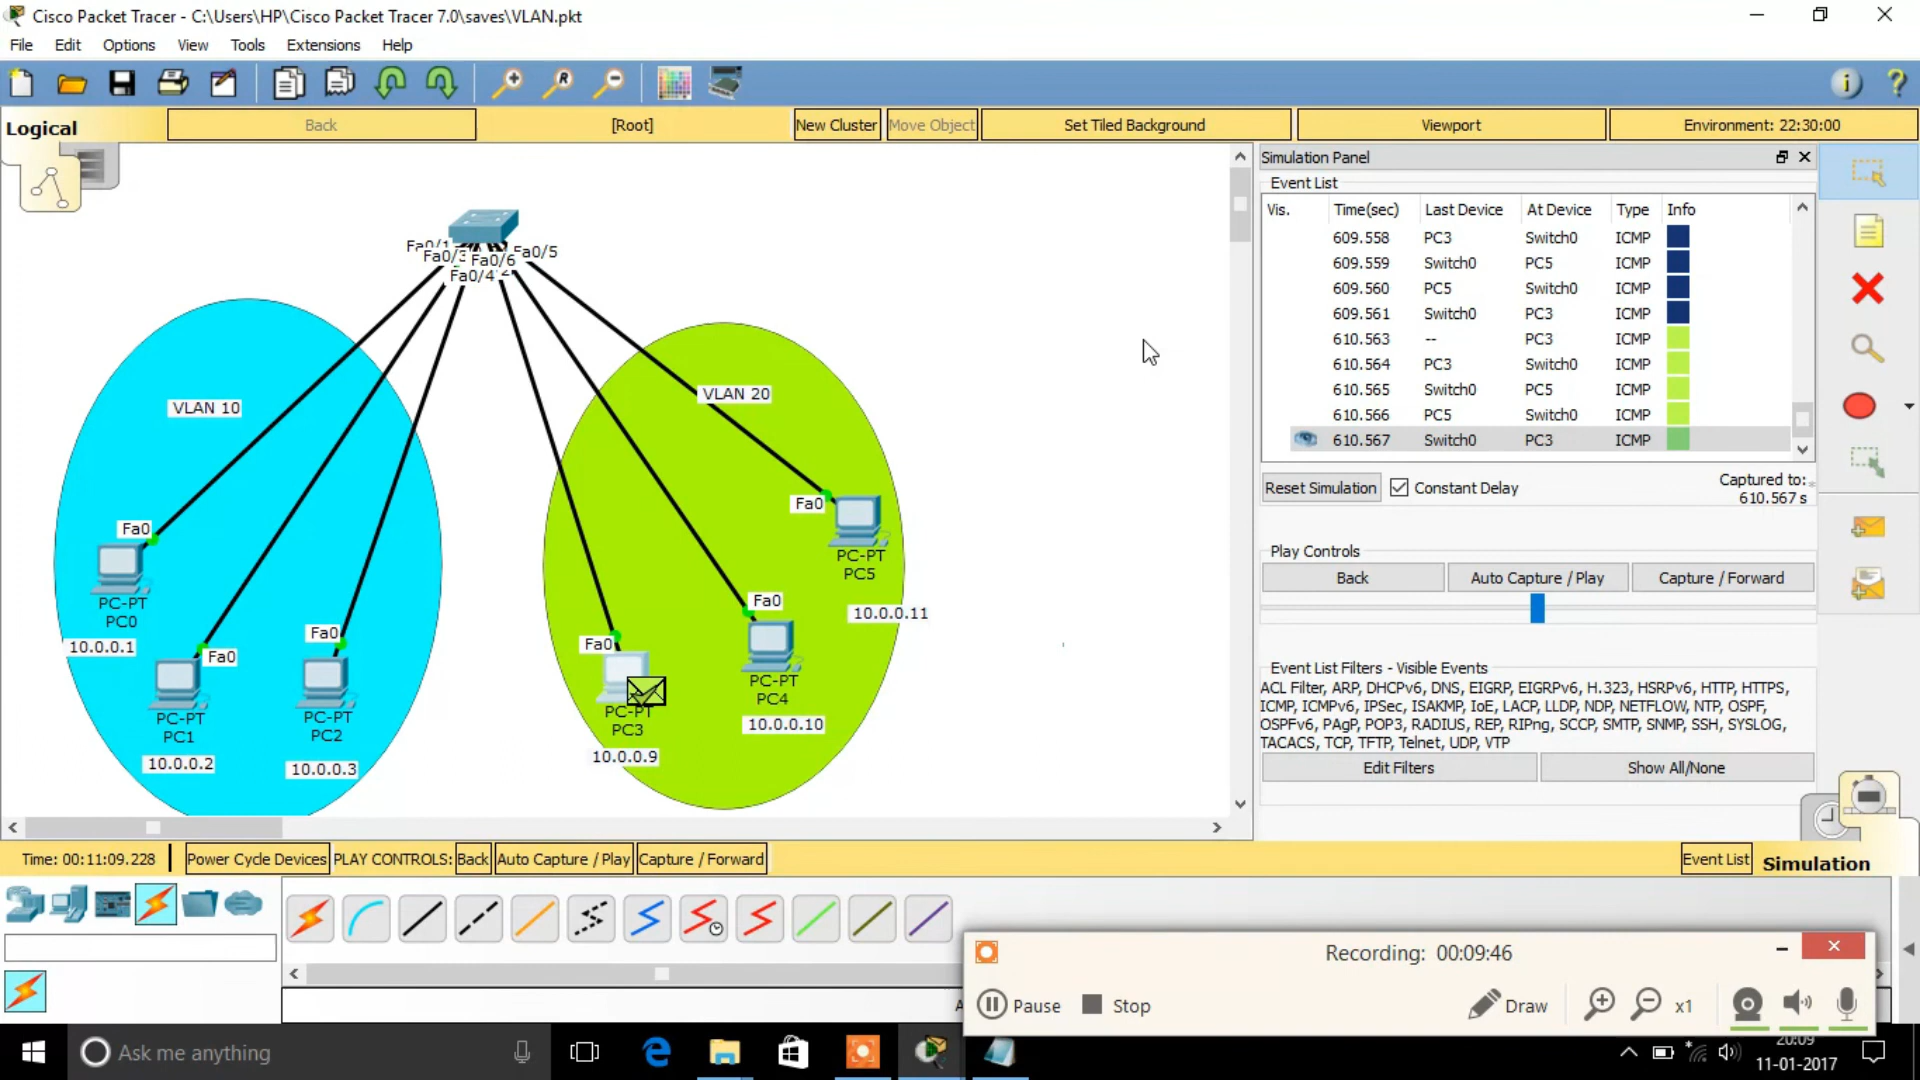 Cisco Packet Tracer - C:\Users\HP\Cisco Packet Tracer 7.0\saves\VLAN.pkt
File Edit Options View Tools Extensions Help
Logical Back [Root] New Cluster Move Object Set Tiled Background Viewport Environment: 22:30:00
Fa0/1
Fa0/3
Fa0/6
Fa0/5
Fa0/4
VLAN 10
VLAN 20
Fa0
PC-PT
PC0
10.0.0.1
Fa0
PC-PT
PC1
10.0.0.2
Fa0
PC-PT
PC2
10.0.0.3
Fa0
PC-PT
PC3
10.0.0.9
Fa0
PC-PT
PC4
10.0.0.10
Fa0
PC-PT
PC5
10.0.0.11
Simulation Panel
Event List
Vis. Time(sec) Last Device At Device Type Info
609.558 PC3 Switch0 ICMP
609.559 Switch0 PC5 ICMP
609.560 PC5 Switch0 ICMP
609.561 Switch0 PC3 ICMP
610.563 -- PC3 ICMP
610.564 PC3 Switch0 ICMP
610.565 Switch0 PC5 ICMP
610.566 PC5 Switch0 ICMP
610.567 Switch0 PC3 ICMP
Reset Simulation Constant Delay Captured to:
610.567 s
Play Controls
Back Auto Capture / Play Capture / Forward
Event List Filters - Visible Events
ACL Filter, ARP, DHCPv6, DNS, EIGRP, EIGRPv6, H.323, HSRPv6, HTTP, HTTPS,
ICMP, ICMPv6, IPSec, ISAKMP, IoE, LACP, LLDP, NDP, NETFLOW, NTP, OSPF,
OSPFv6, PAgP, POP3, RADIUS, REP, RIPng, SCCP, SMTP, SNMP, SSH, SYSLOG,
TACACS, TCP, TFTP, Telnet, UDP, VTP
Edit Filters Show All/None
Time: 00:11:09.228 Power Cycle Devices PLAY CONTROLS: Back Auto Capture / Play Capture / Forward Event List Simulation
Recording: 00:09:46
Pause Stop Draw x1
Ask me anything
20:09
11-01-2017